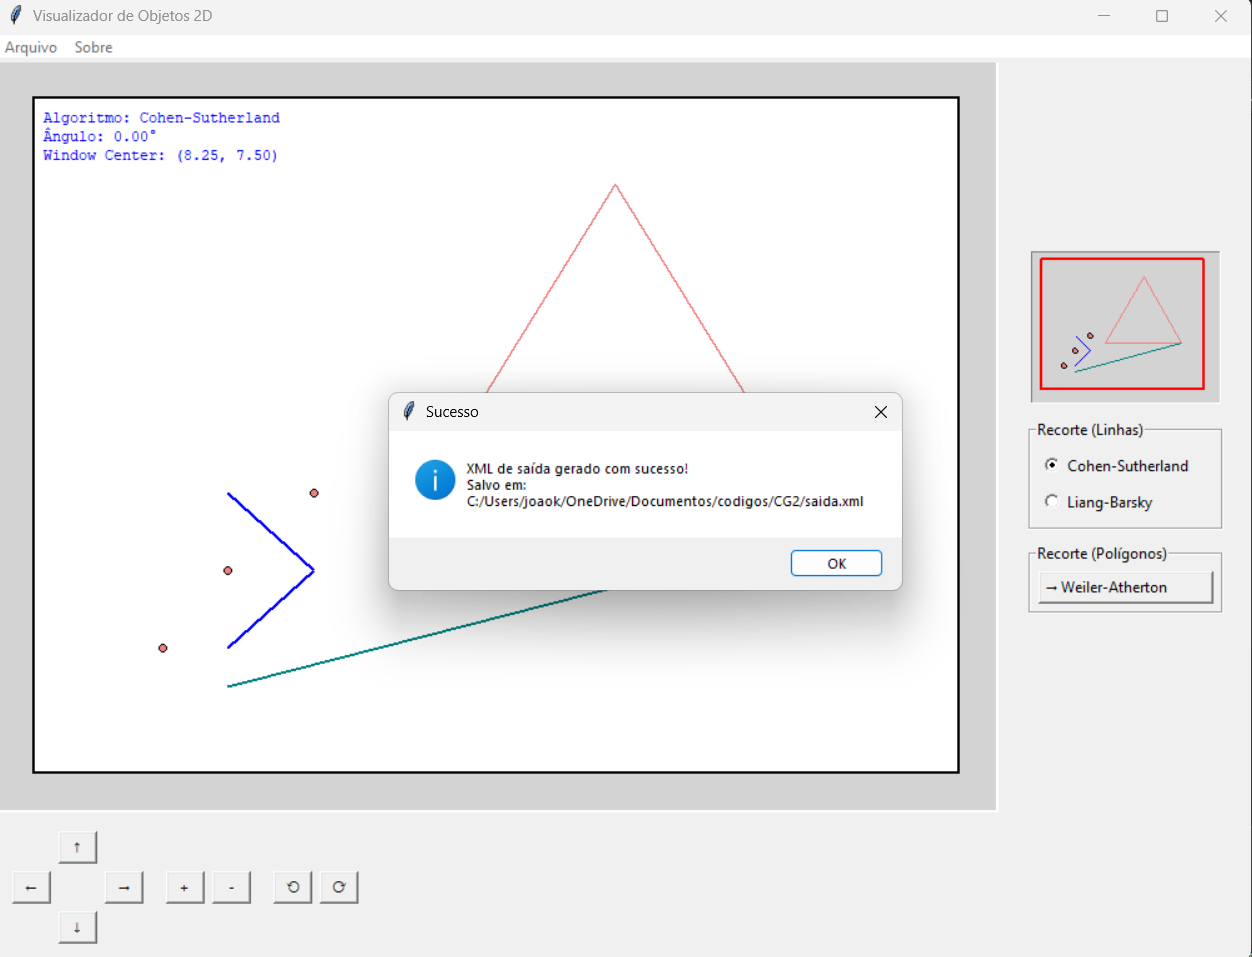 Visualizador de Objetos 2D
Arquivo Sobre
Algoritmo: Cohen-Sutherland
Ângulo: 0.00°
Window Center: (8.25, 7.50)
Sucesso
XML de saída gerado com sucesso!
Salvo em:
C:/Users/joaok/OneDrive/Documentos/codigos/CG2/saida.xml
OK
Recorte (Linhas)
Cohen-Sutherland
Liang-Barsky
Recorte (Polígonos)
→ Weiler-Atherton
↑
← → + - ↺ ↻
↓